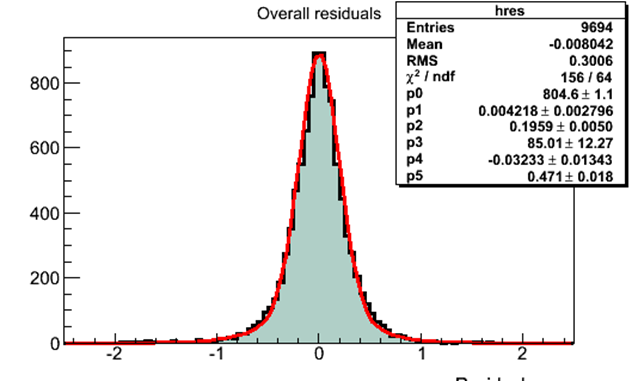 Overall residuals
hres
Entries 9694
Mean -0.008042
RMS 0.3006
χ² / ndf 156 / 64
p0 804.6 ± 1.1
p1 0.004218 ± 0.002796
p2 0.1959 ± 0.0050
p3 85.01 ± 12.27
p4 -0.03233 ± 0.01343
p5 0.471 ± 0.018
800
600
400
200
0
-2 -1 0 1 2